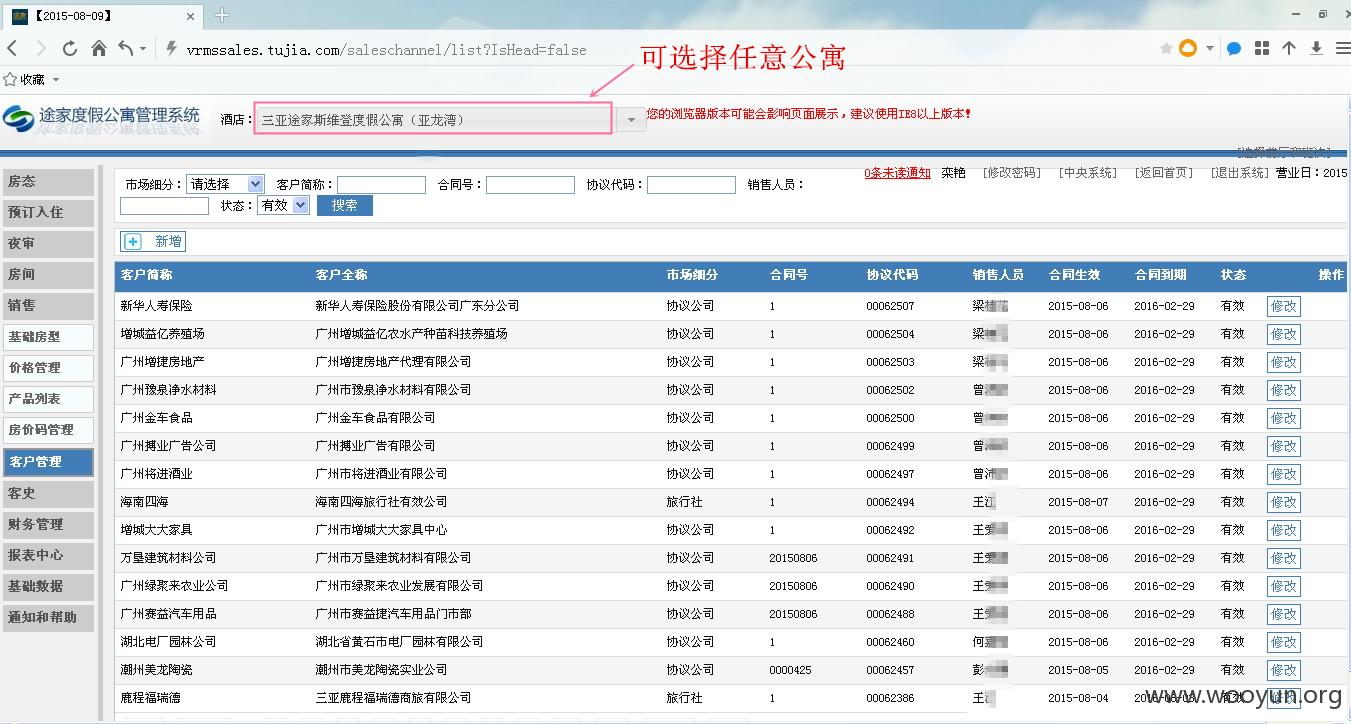 【2015-08-09】
vrmssales.tujia.com/saleschannel/list?IsHead=false
可选择任意公寓
收藏
途家度假公寓管理系统
酒店：
三亚途家斯维登度假公寓（亚龙湾）
您的浏览器版本可能会影响页面展示，建议使用IE8以上版本！
0条未读通知 栾艳 [修改密码] [中央系统] [返回首页] [退出系统] 营业日：2015
市场细分： 请选择 客户简称： 合同号： 协议代码： 销售人员：
状态： 有效 搜索
新增
房态
预订入住
夜审
房间
销售
基础房型
价格管理
产品列表
房价码管理
客户管理
客史
财务管理
报表中心
基础数据
通知和帮助
客户简称 客户全称 市场细分 合同号 协议代码 销售人员 合同生效 合同到期 状态 操作
新华人寿保险 新华人寿保险股份有限公司广东分公司 协议公司 1 00062507 梁 2015-08-06 2016-02-29 有效 修改
增城益亿养殖场 广州增城益亿农水产种苗科技养殖场 协议公司 1 00062504 梁 2015-08-06 2016-02-29 有效 修改
广州增捷房地产 广州增捷房地产代理有限公司 协议公司 1 00062503 梁 2015-08-06 2016-02-29 有效 修改
广州豫泉净水材料 广州市豫泉净水材料有限公司 协议公司 1 00062502 曾 2015-08-06 2016-02-29 有效 修改
广州金车食品 广州金车食品有限公司 协议公司 1 00062500 曾 2015-08-06 2016-02-29 有效 修改
广州搏业广告公司 广州搏业广告有限公司 协议公司 1 00062499 曾 2015-08-06 2016-02-29 有效 修改
广州将进酒业 广州市将进酒业有限公司 协议公司 1 00062497 曾 2015-08-06 2016-02-29 有效 修改
海南四海 海南四海旅行社有效公司 旅行社 1 00062494 王 2015-08-07 2016-02-29 有效 修改
增城大大家具 广州市增城大大家具中心 协议公司 1 00062492 王 2015-08-06 2016-02-29 有效 修改
万垦建筑材料公司 广州市万垦建筑材料有限公司 协议公司 20150806 00062491 王 2015-08-06 2016-02-29 有效 修改
广州绿聚来农业公司 广州市绿聚来农业发展有限公司 协议公司 20150806 00062490 王 2015-08-06 2016-02-29 有效 修改
广州赛益汽车用品 广州市赛益捷汽车用品门市部 协议公司 20150806 00062488 王 2015-08-06 2016-02-29 有效 修改
湖北电厂园林公司 湖北省黄石市电厂园林有限公司 协议公司 1 00062460 何 2015-08-06 2016-02-29 有效 修改
潮州美龙陶瓷 潮州市美龙陶瓷实业公司 协议公司 0000425 00062457 彭 2015-08-05 2016-02-29 有效 修改
鹿程福瑞德 三亚鹿程福瑞德商旅有限公司 旅行社 1 00062386 王 2015-08-04
www.wooyun.org